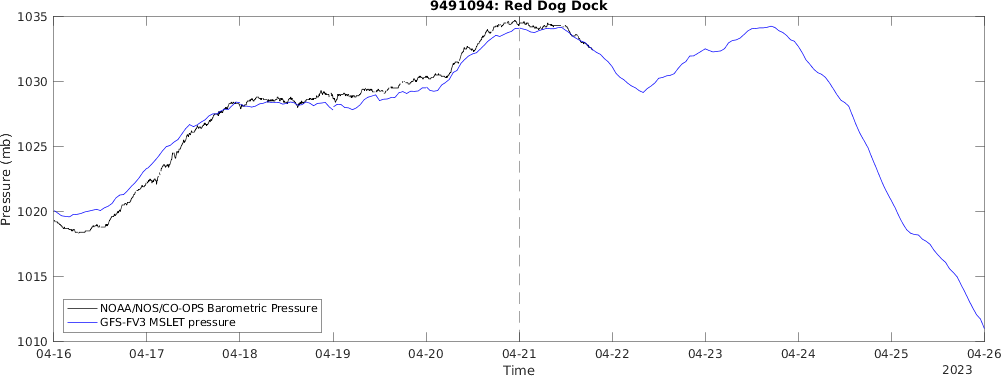 9491094: Red Dog Dock
1035
1030
1025
1020
1015
1010
Pressure (mb)
NOAA/NOS/CO-OPS Barometric Pressure
GFS-FV3 MSLET pressure
04-16 04-17 04-18 04-19 04-20 04-21 04-22 04-23 04-24 04-25 04-26
Time
2023